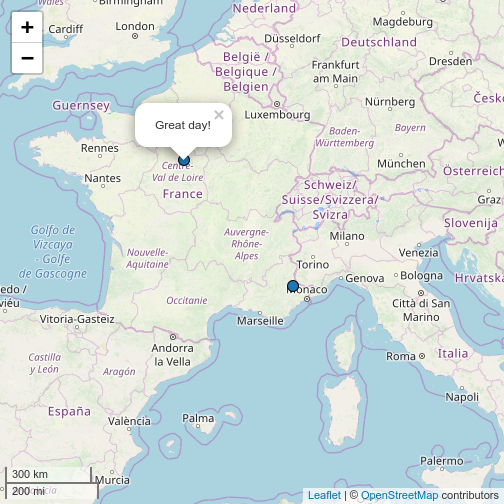 +
−
Wales
Birmingham
Cardiff
London
Nederland
Magdeburg
Düsseldorf
Deutschland
België /
Belgique /
Belgien
Frankfurt
am Main
Dresden
Guernsey
Nürnberg
Luxembourg
Great day!
×
Rennes
Baden-
Württemberg
Bayern
München
Centre-
Val de Loire
France
Nantes
Schweiz/
Suisse/Svizzera/
Svizra
Österreich
Graz
Slovenija
Golfo de
Vizcaya
- Golfe
de Gascogne
Auvergne-
Rhône-
Alpes
Milano
Venezia
Nouvelle-
Aquitaine
Torino
Genova
Bologna
Hrvatska
Monaco
Occitanie
Città di San
Marino
Vitoria-Gasteiz
Marseille
Andorra
la Vella
Roma
Italia
Castilla
y León
Aragón
España
Palma
València
Napoli
Palermo
Murcia
300 km
200 mi
Leaflet | © OpenStreetMap contributors